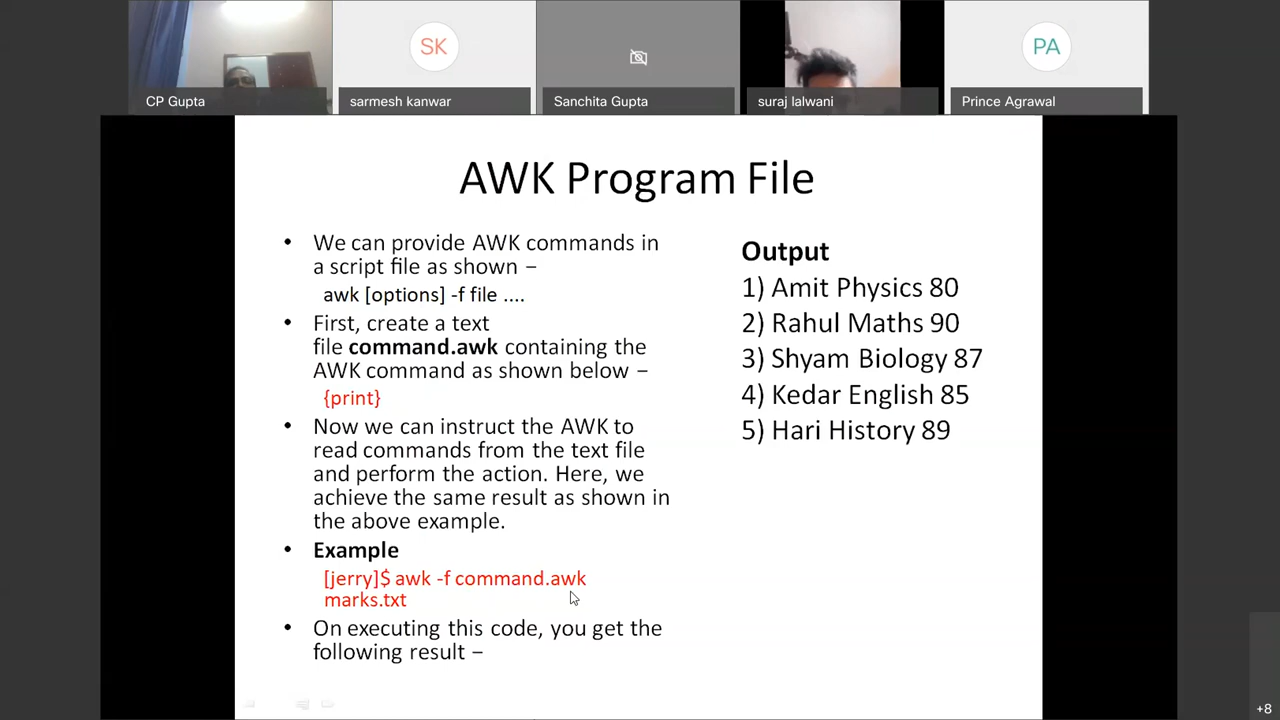 SK
PA
CP Gupta
sarmesh kanwar
Sanchita Gupta
suraj lalwani
Prince Agrawal
AWK Program File
• We can provide AWK commands in
a script file as shown −
awk [options] -f file ....
• First, create a text
file command.awk containing the
AWK command as shown below −
{print}
• Now we can instruct the AWK to
read commands from the text file
and perform the action. Here, we
achieve the same result as shown in
the above example.
• Example
[jerry]$ awk -f command.awk
marks.txt
• On executing this code, you get the
following result −
Output
1) Amit Physics 80
2) Rahul Maths 90
3) Shyam Biology 87
4) Kedar English 85
5) Hari History 89
+8